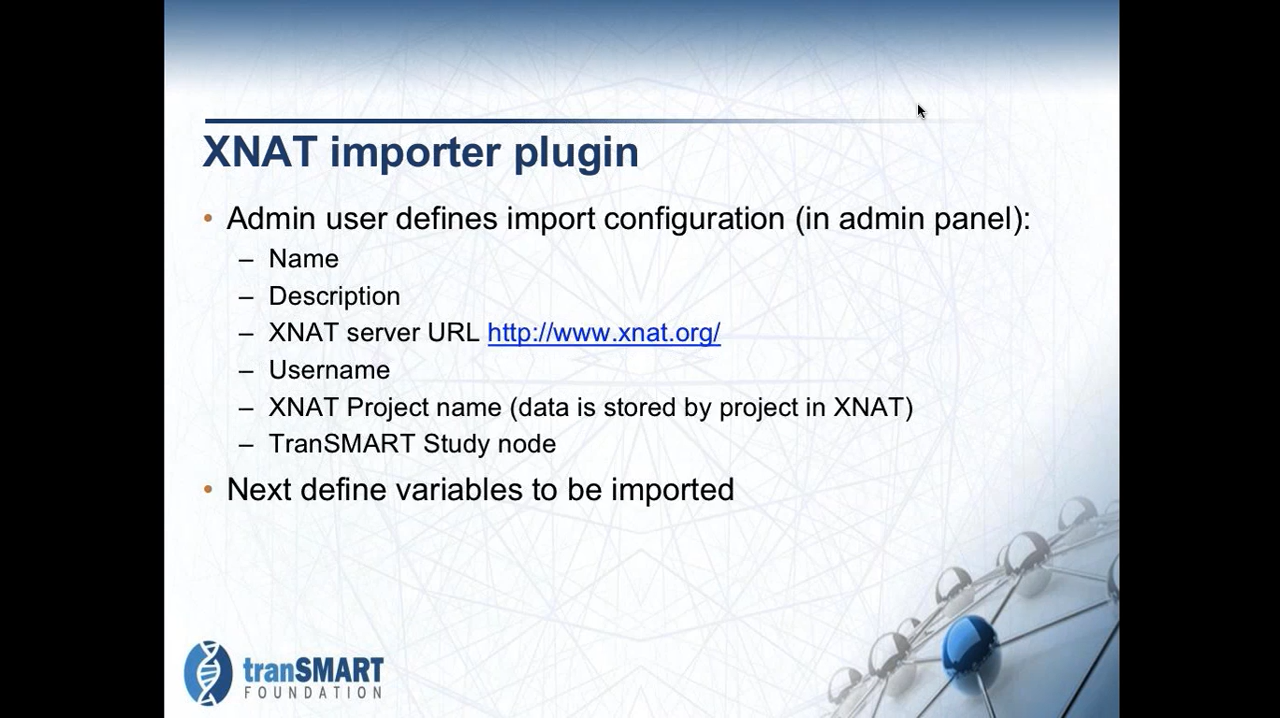 XNAT importer plugin
• Admin user defines import configuration (in admin panel):
– Name
– Description
– XNAT server URL http://www.xnat.org/
– Username
– XNAT Project name (data is stored by project in XNAT)
– TranSMART Study node
• Next define variables to be imported
tranSMART
FOUNDATION